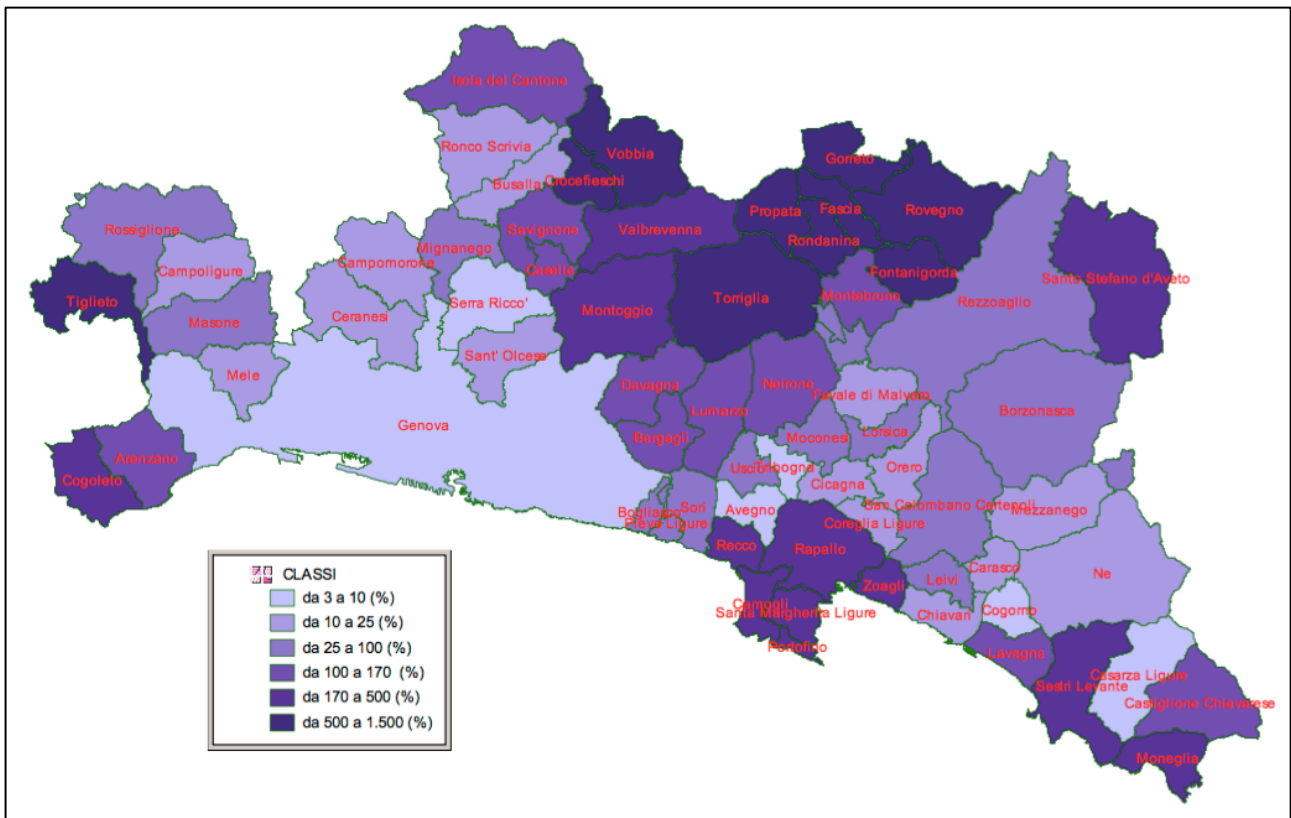 Isola del Cantone
Ronco Scrivia
Vobbia
Gorreto
Busalla
Crocefieschi
Rossiglione
Savignone
Valbrevenna
Propata
Fascia
Rovegno
Campomorona
Mignanego
Rondanina
Campoligure
Casella
Fontanigorda
Santo Stefano d'Aveto
Tiglieto
Serra Ricco'
Montoggio
Torriglia
Montebruno
Rezzoaglio
Masone
Ceranesi
Mele
Sant' Olcese
Davagna
Neirone
Favale di Malvaro
Genova
Lumarzo
Borzonasca
Arenzano
Bergagli
Moconesi
Lorsica
Cogoleto
Uscio
Tribogna
Orero
Cicagna
Bogliasco
Sori
Avegno
San Colombano Certenoli
Mezzanego
Pieve Ligure
Coreglia Ligure
Recco
Rapallo
Carasco
Ne
Zoagli
Leivi
Camogli
Santa Margherita Ligure
Chiavari
Cogorno
Portofino
Lavagna
Casarza Ligure
Sestri Levante
Castiglione Chiavarese
Moneglia
CLASSI
da 3 a 10 (%)
da 10 a 25 (%)
da 25 a 100 (%)
da 100 a 170 (%)
da 170 a 500 (%)
da 500 a 1.500 (%)